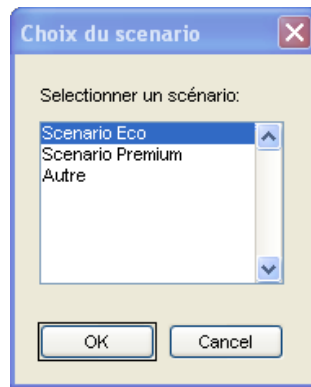 Choix du scenario
Selectionner un scénario:
Scenario Eco
Scenario Premium
Autre
OK
Cancel